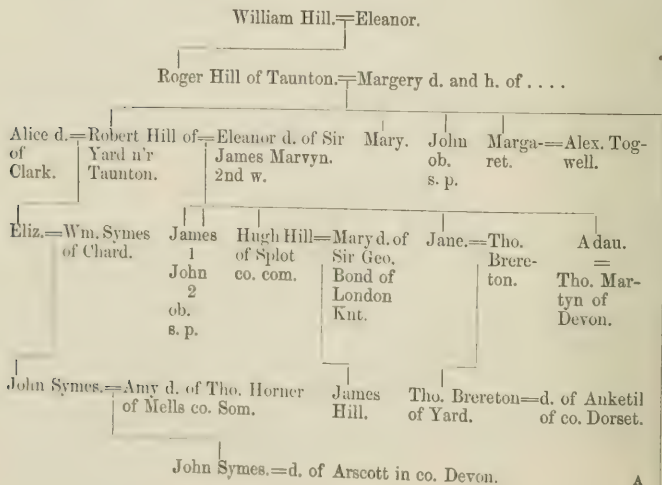 William Hill.=Eleanor.
Roger Hill of Taunton.=Margery d. and h. of . . . .
Alice d.=Robert Hill of=Eleanor d. of Sir Mary. John Marga-=Alex. Tog-
of Yard n'r James Marvyn. ob. ret. well.
Clark. Taunton. 2nd w. s. p.
Eliz.=Wm. Symes James Hugh Hill=Mary d. of Jane.=Tho. A dau.
of Chard. 1 of Splot Sir Geo. Brere- =
John co. com. Bond of ton. Tho. Mar-
2 London tyn of
ob. Knt. Devon.
s. p.
John Symes.=Amy d. of Tho. Horner James Tho. Brereton=d. of Anketil
of Mells co. Som. Hill. of Yard. of co. Dorset.
John Symes.=d. of Arscott in co. Devon.
A